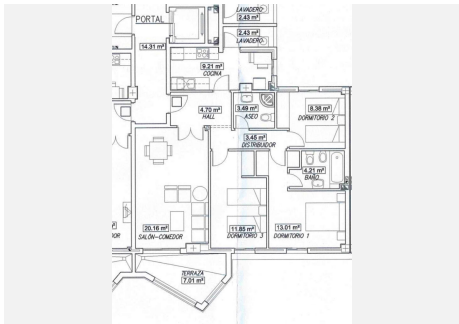 LAVADERO
2,43 m²
PORTAL
14.31 m²
2,43 m²
LAVADERO
9.21 m²
COCINA
4.70 m²
HALL
3.49 m²
ASEO
8.38 m²
DORMITORIO 2
3.45 m²
DISTRIBUIDOR
4.21 m²
BAÑO
20.16 m²
SALÓN-COMEDOR
11.85 m²
DORMITORIO 3
13.01 m²
DORMITORIO 1
DOR
TERRAZA
7.01 m²